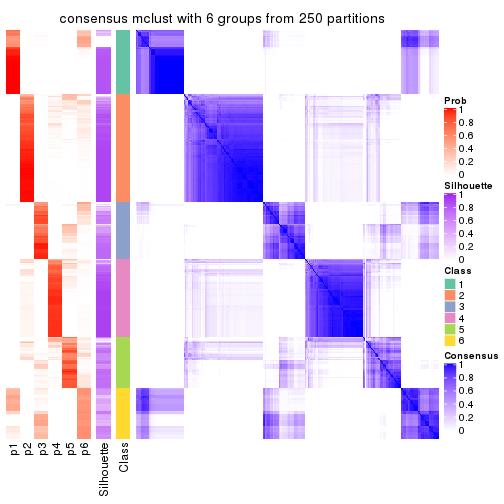 consensus mclust with 6 groups from 250 partitions
Prob
1
0.8
0.6
0.4
0.2
0
Silhouette
1
0.8
0.6
0.4
0.2
0
Class
1
2
3
4
5
6
Consensus
1
0.8
0.6
0.4
0.2
0
p1
p2
p3
p4
p5
p6
Silhouette
Class